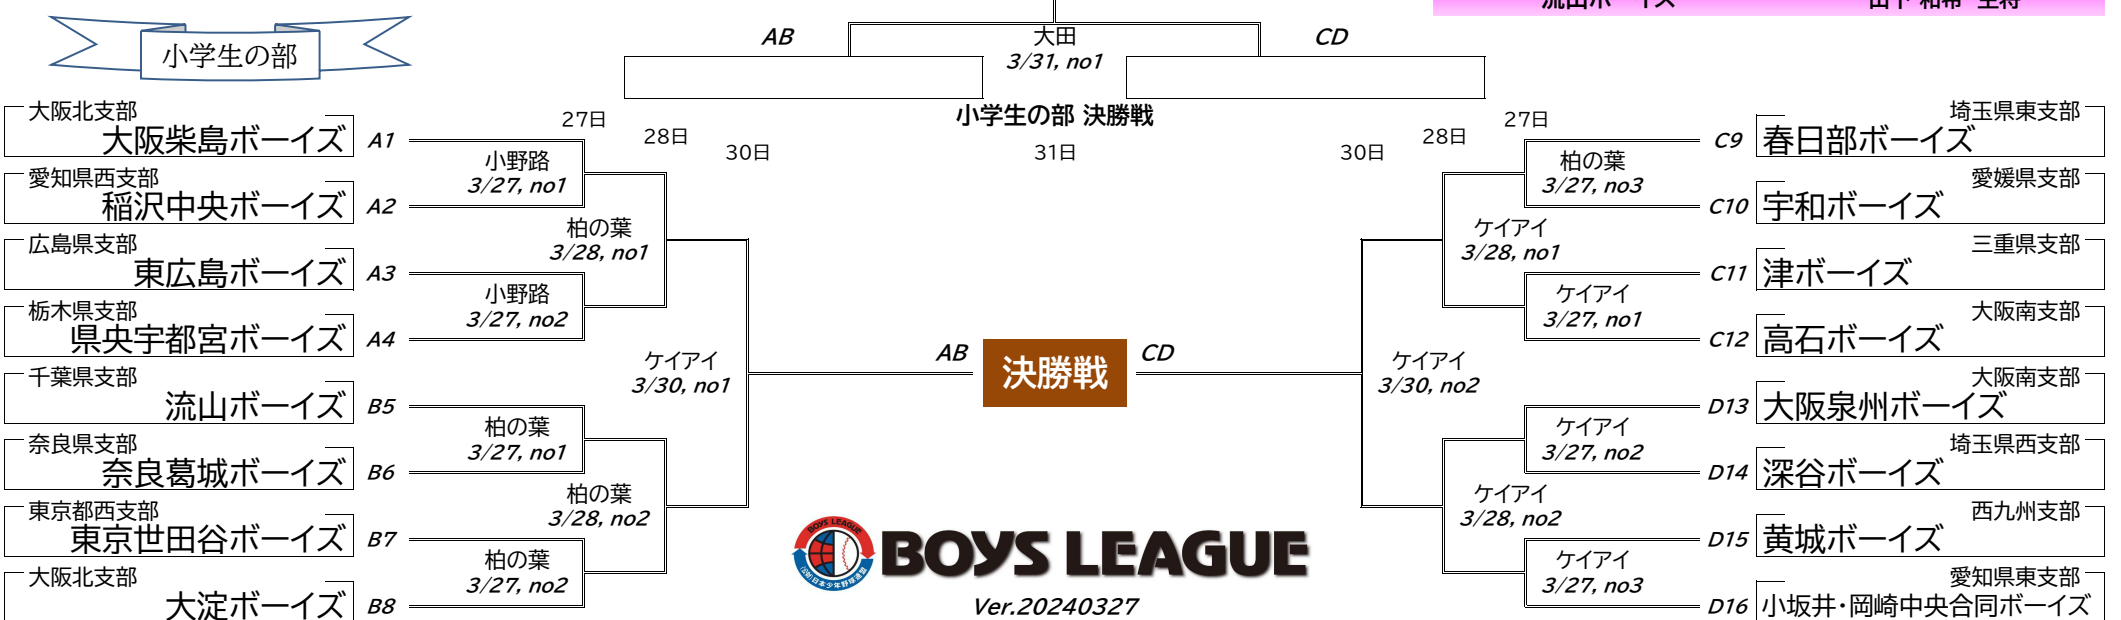 小学生の部
AB
大田
3/31, no1
CD
小学生の部 決勝戦
27日
28日
30日
31日
30日
28日
27日
大阪北支部
大阪柴島ボーイズ A1
愛知県西支部
稲沢中央ボーイズ A2
広島県支部
東広島ボーイズ A3
栃木県支部
県央宇都宮ボーイズ A4
千葉県支部
流山ボーイズ B5
奈良県支部
奈良葛城ボーイズ B6
東京都西支部
東京世田谷ボーイズ B7
大阪北支部
大淀ボーイズ B8
小野路
3/27, no1
小野路
3/27, no2
柏の葉
3/27, no1
柏の葉
3/27, no2
柏の葉
3/28, no1
柏の葉
3/28, no2
ケイアイ
3/30, no1
AB
決勝戦
CD
ケイアイ
3/30, no2
ケイアイ
3/28, no1
ケイアイ
3/28, no2
柏の葉
3/27, no3
ケイアイ
3/27, no1
ケイアイ
3/27, no2
ケイアイ
3/27, no3
埼玉県東支部
C9 春日部ボーイズ
愛媛県支部
C10 宇和ボーイズ
三重県支部
C11 津ボーイズ
大阪南支部
C12 高石ボーイズ
大阪南支部
D13 大阪泉州ボーイズ
埼玉県西支部
D14 深谷ボーイズ
西九州支部
D15 黄城ボーイズ
愛知県東支部
D16 小坂井・岡崎中央合同ボーイズ
BOYS LEAGUE
(公財)日本少年野球連盟
BOYS LEAGUE
Ver.20240327